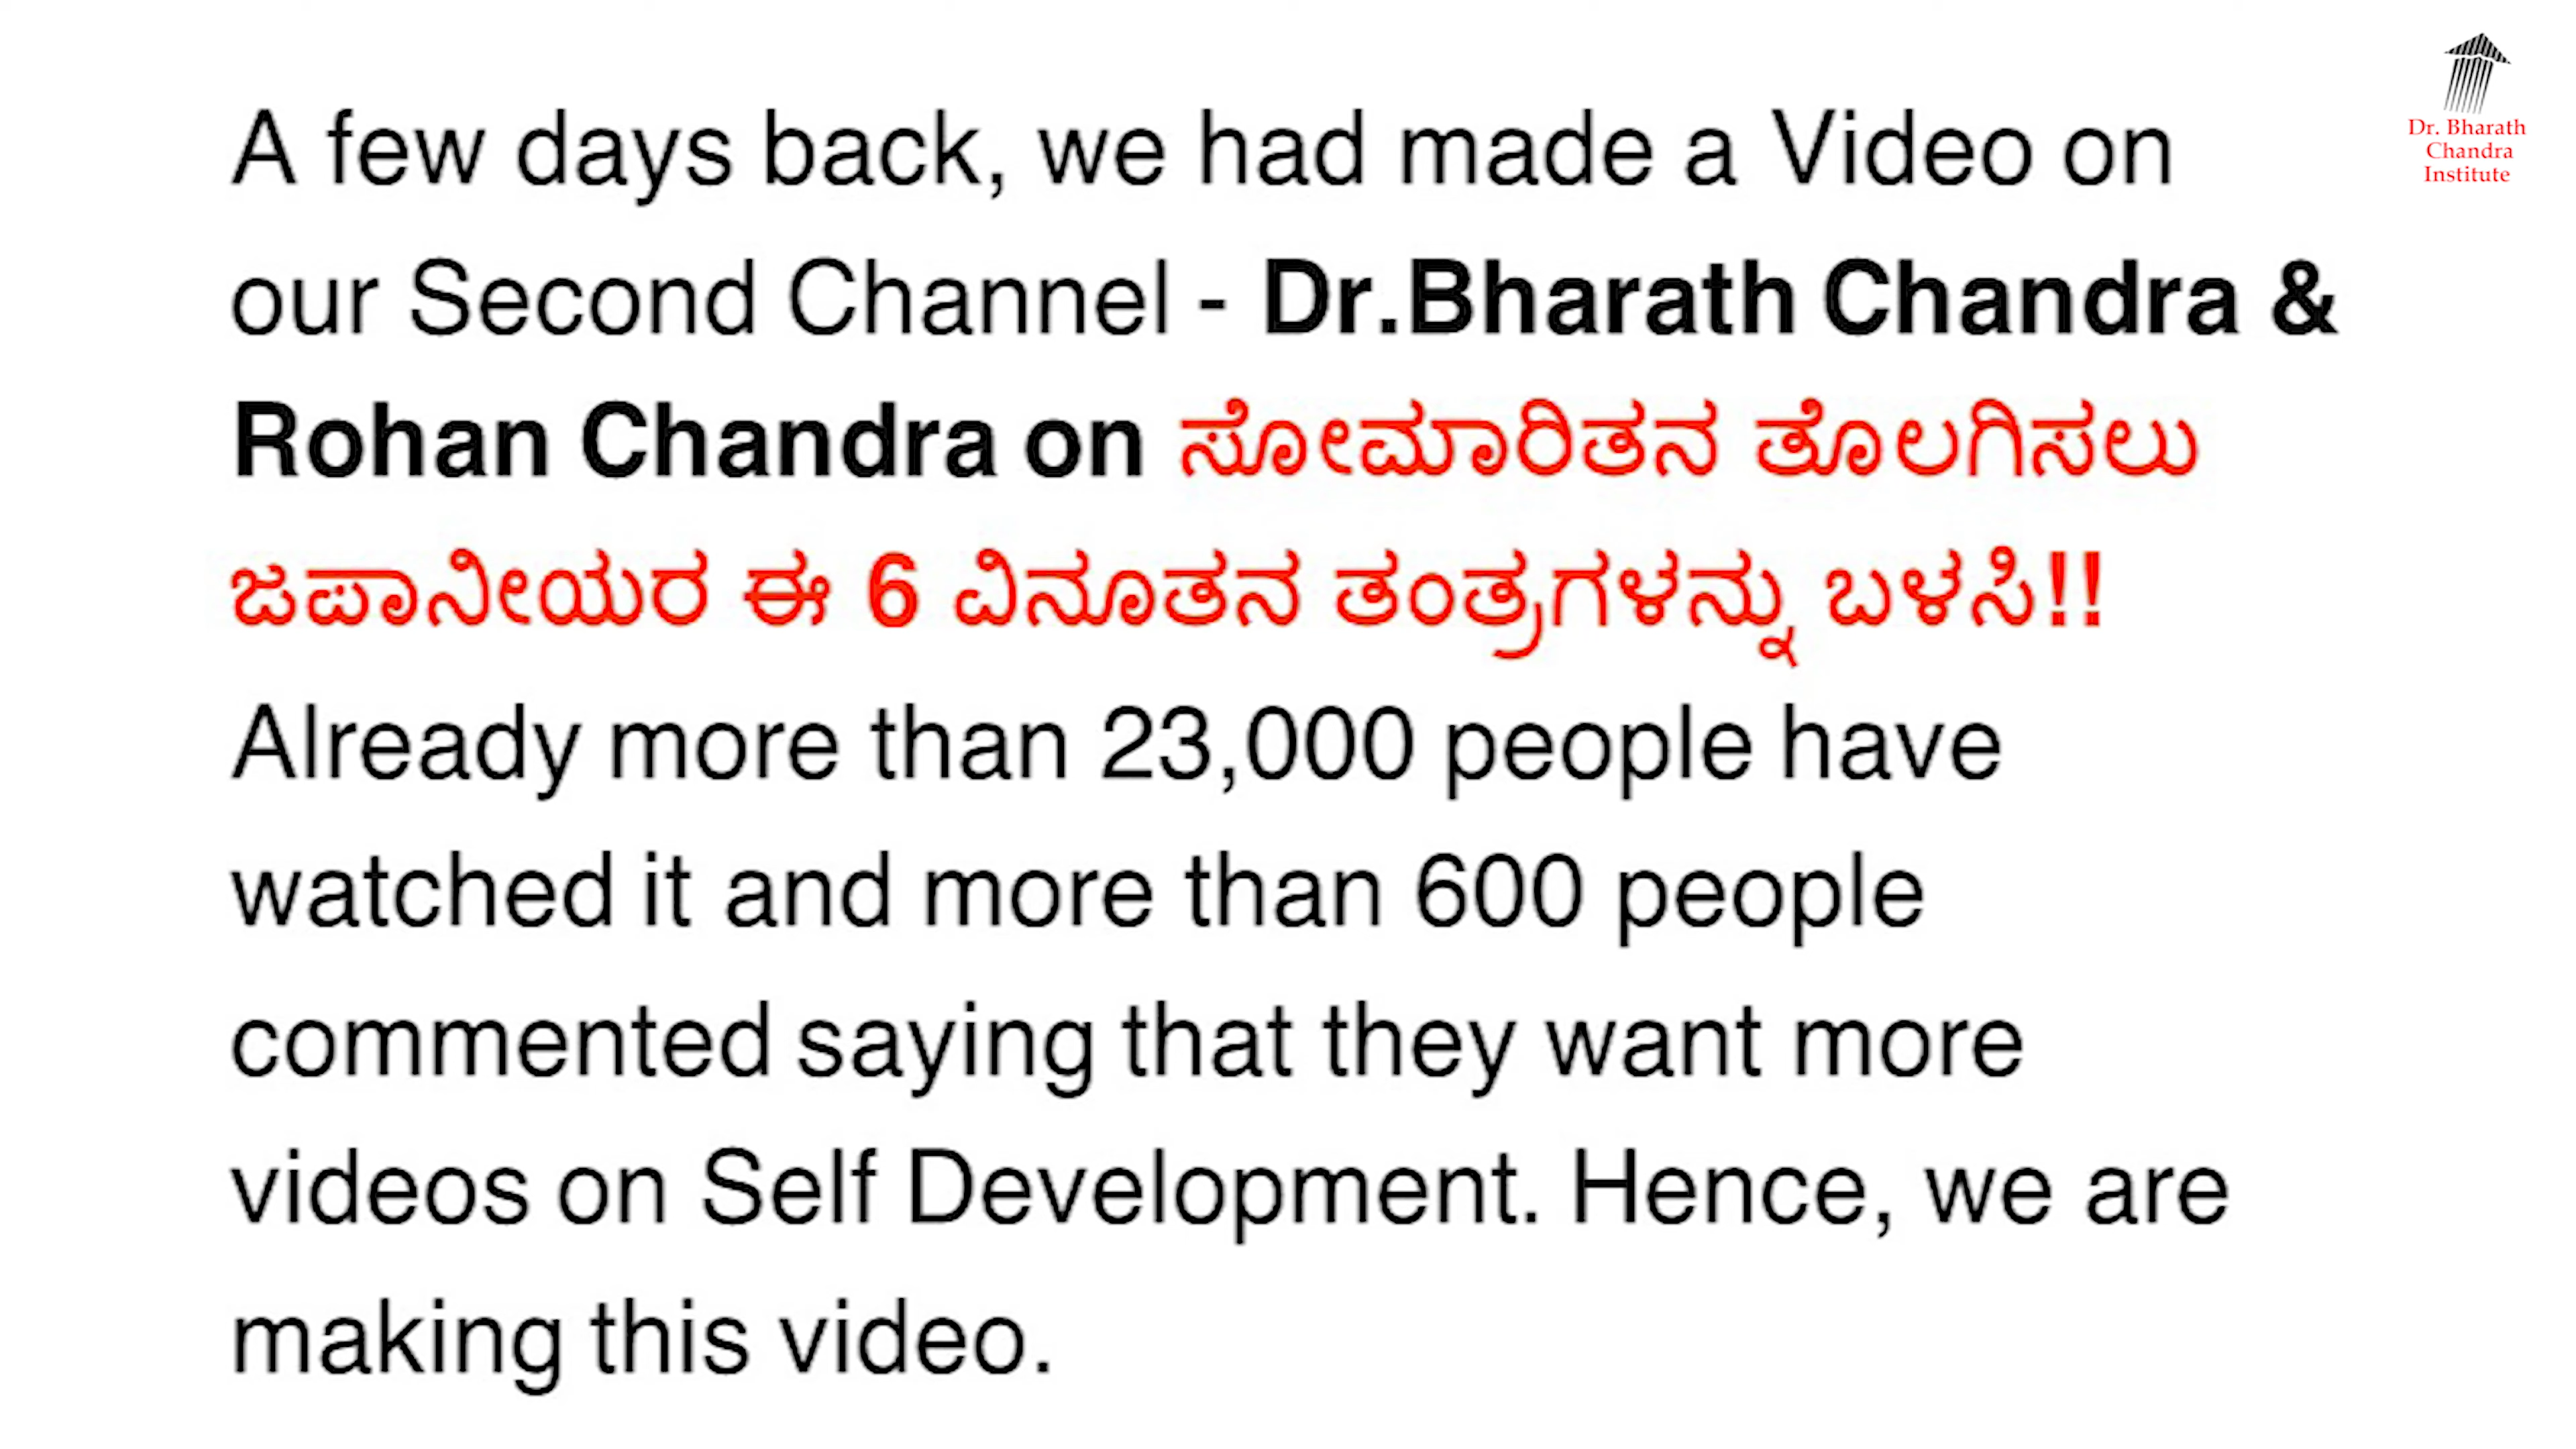 A few days back, we had made a Video on
our Second Channel - Dr.Bharath Chandra &
Rohan Chandra on ಸೋಮಾರಿತನ ತೊಲಗಿಸಲು
ಜಪಾನೀಯರ ಈ 6 ವಿನೂತನ ತಂತ್ರಗಳನ್ನು ಬಳಸಿ!!
Already more than 23,000 people have
watched it and more than 600 people
commented saying that they want more
videos on Self Development. Hence, we are
making this video.
Dr. Bharath
Chandra
Institute